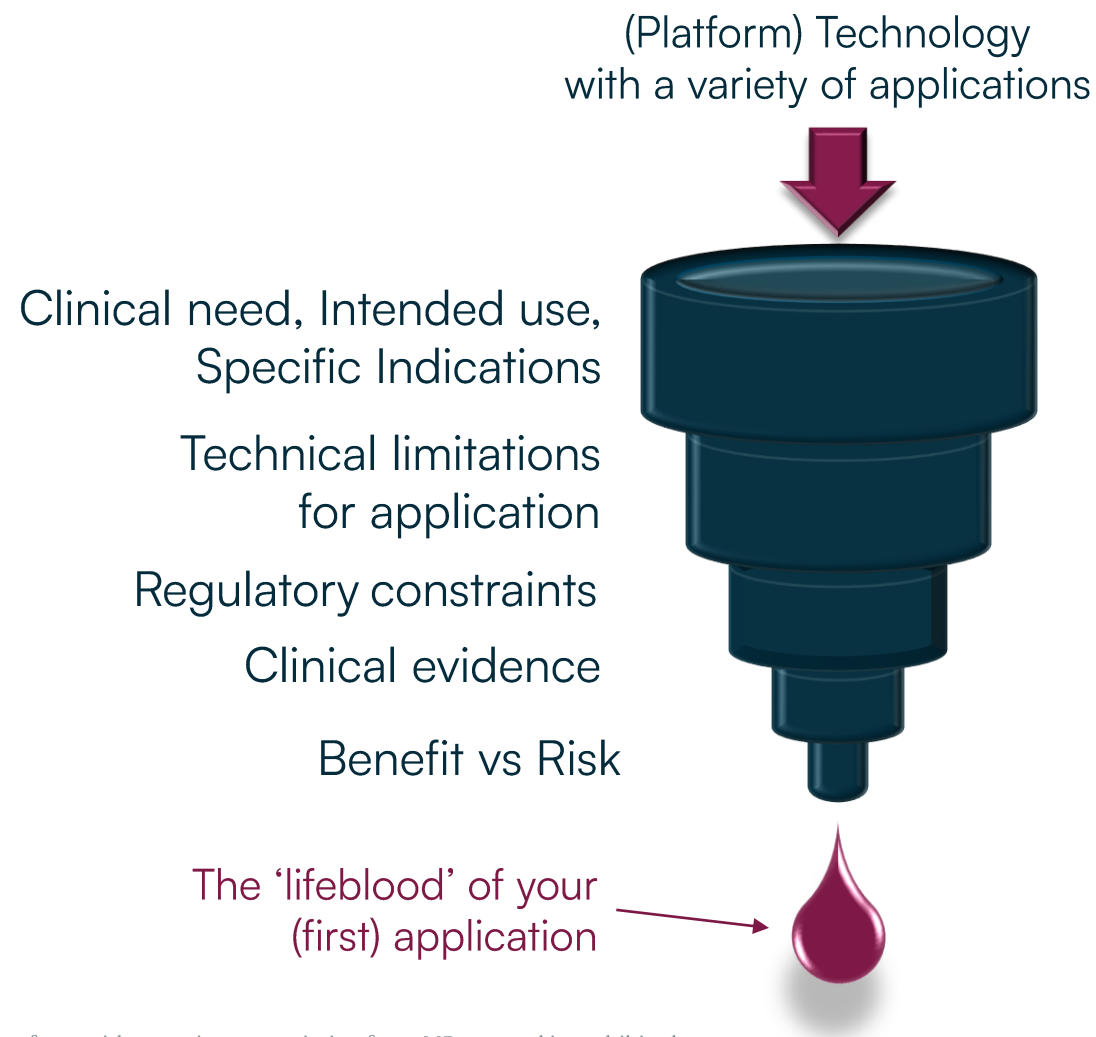 (Platform) Technology
with a variety of applications
Clinical need, Intended use,
Specific Indications
Technical limitations
for application
Regulatory constraints
Clinical evidence
Benefit vs Risk
The ‘lifeblood’ of your
(first) application